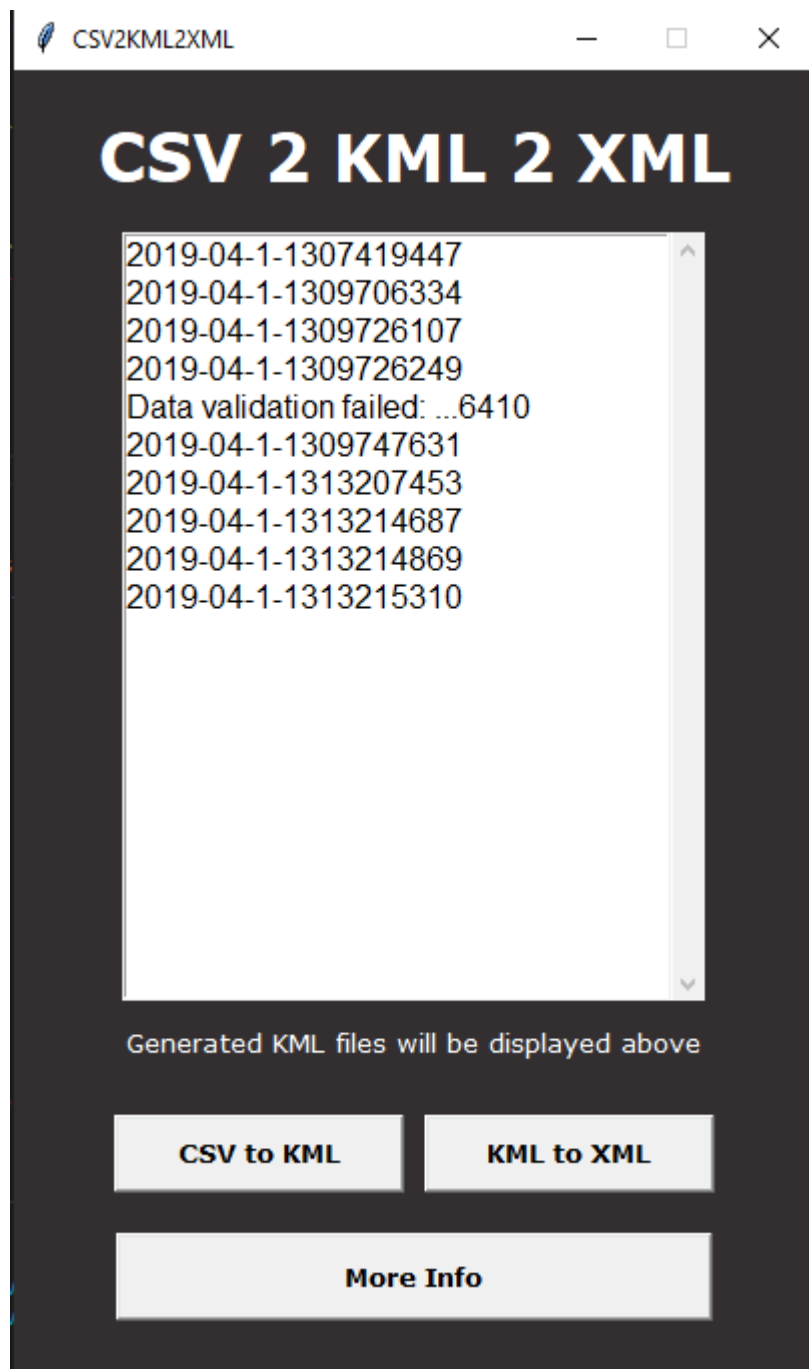 CSV2KML2XML
CSV 2 KML 2 XML
2019-04-1-1307419447
2019-04-1-1309706334
2019-04-1-1309726107
2019-04-1-1309726249
Data validation failed: ...6410
2019-04-1-1309747631
2019-04-1-1313207453
2019-04-1-1313214687
2019-04-1-1313214869
2019-04-1-1313215310
Generated KML files will be displayed above
CSV to KML
KML to XML
More Info